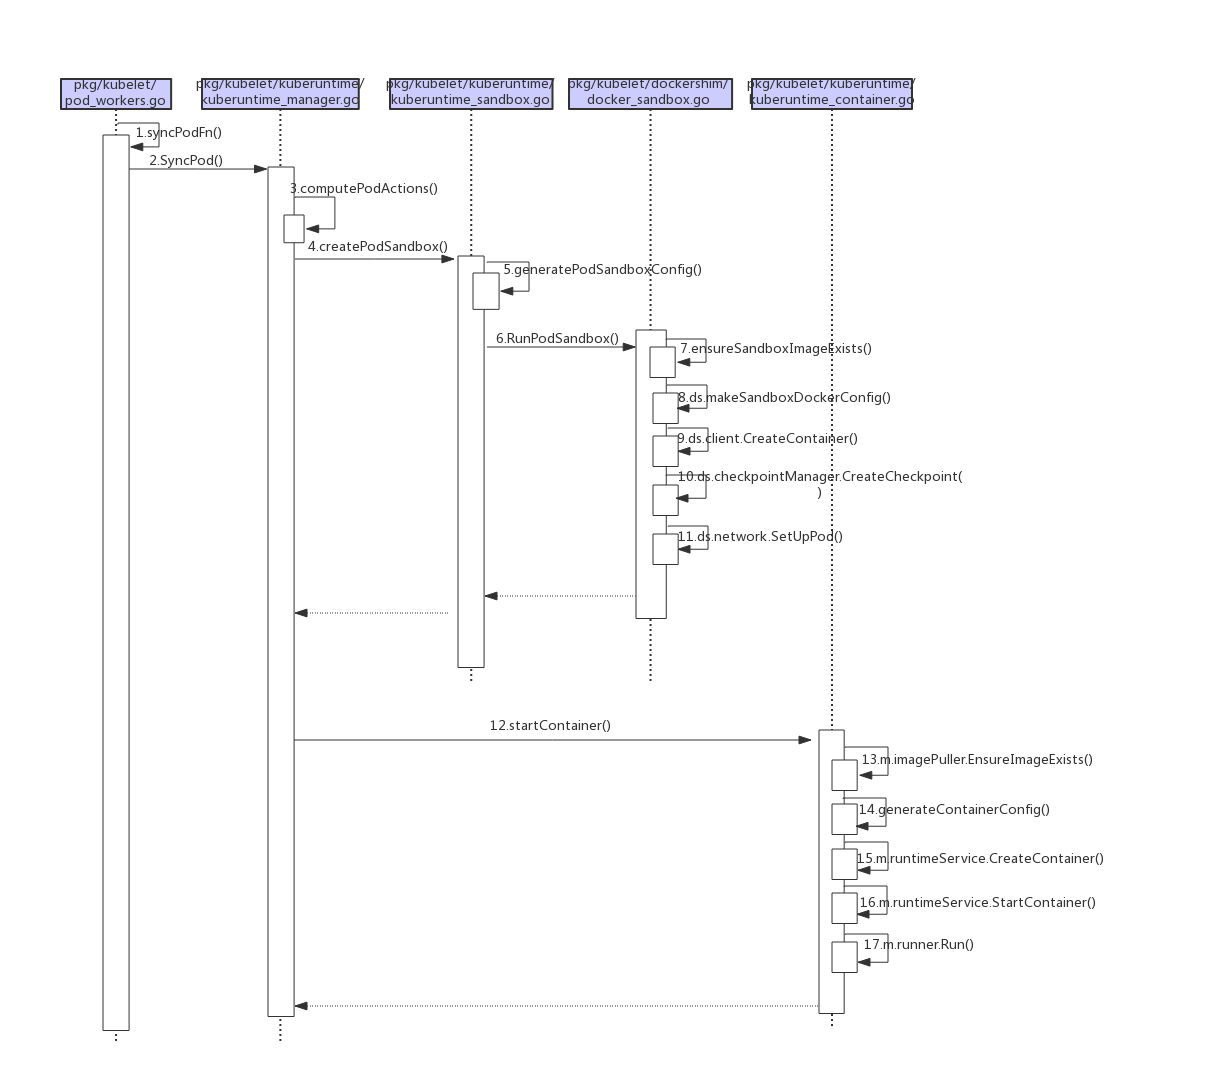 pkg/kubelet/
pod_workers.go
pkg/kubelet/kuberuntime/
kuberuntime_manager.go
pkg/kubelet/kuberuntime/
kuberuntime_sandbox.go
pkg/kubelet/dockershim/
docker_sandbox.go
pkg/kubelet/kuberuntime/
kuberuntime_container.go
1.syncPodFn()
2.SyncPod()
3.computePodActions()
4.createPodSandbox()
5.generatePodSandboxConfig()
6.RunPodSandbox()
7.ensureSandboxImageExists()
8.ds.makeSandboxDockerConfig()
9.ds.client.CreateContainer()
10.ds.checkpointManager.CreateCheckpoint(
)
11.ds.network.SetUpPod()
12.startContainer()
13.m.imagePuller.EnsureImageExists()
14.generateContainerConfig()
15.m.runtimeService.CreateContainer()
16.m.runtimeService.StartContainer()
17.m.runner.Run()